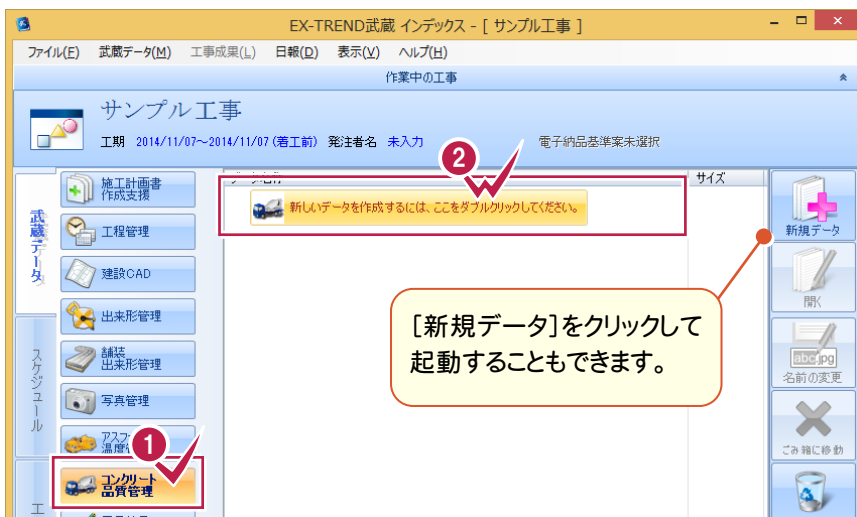 EX-TREND武蔵 インデックス - [ サンプル工事 ]
ファイル(F) 武蔵データ(M) 工事成果(L) 日報(D) 表示(V) ヘルプ(H)
作業中の工事
サンプル工事
工期 2014/11/07～2014/11/07 (着工前) 発注者名 未入力 電子納品基準案未選択
武蔵データ
スケジュール
工
施工計画書
作成支援
工程管理
建設CAD
出来形管理
舗装
出来形管理
写真管理
アスファ
温度
1
コンクリート
品質管理
2
サイズ
新しいデータを作成するには、ここをダブルクリックしてください。
[新規データ]をクリックして
起動することもできます。
新規データ
開く
abc.jpg
名前の変更
ごみ箱に移動